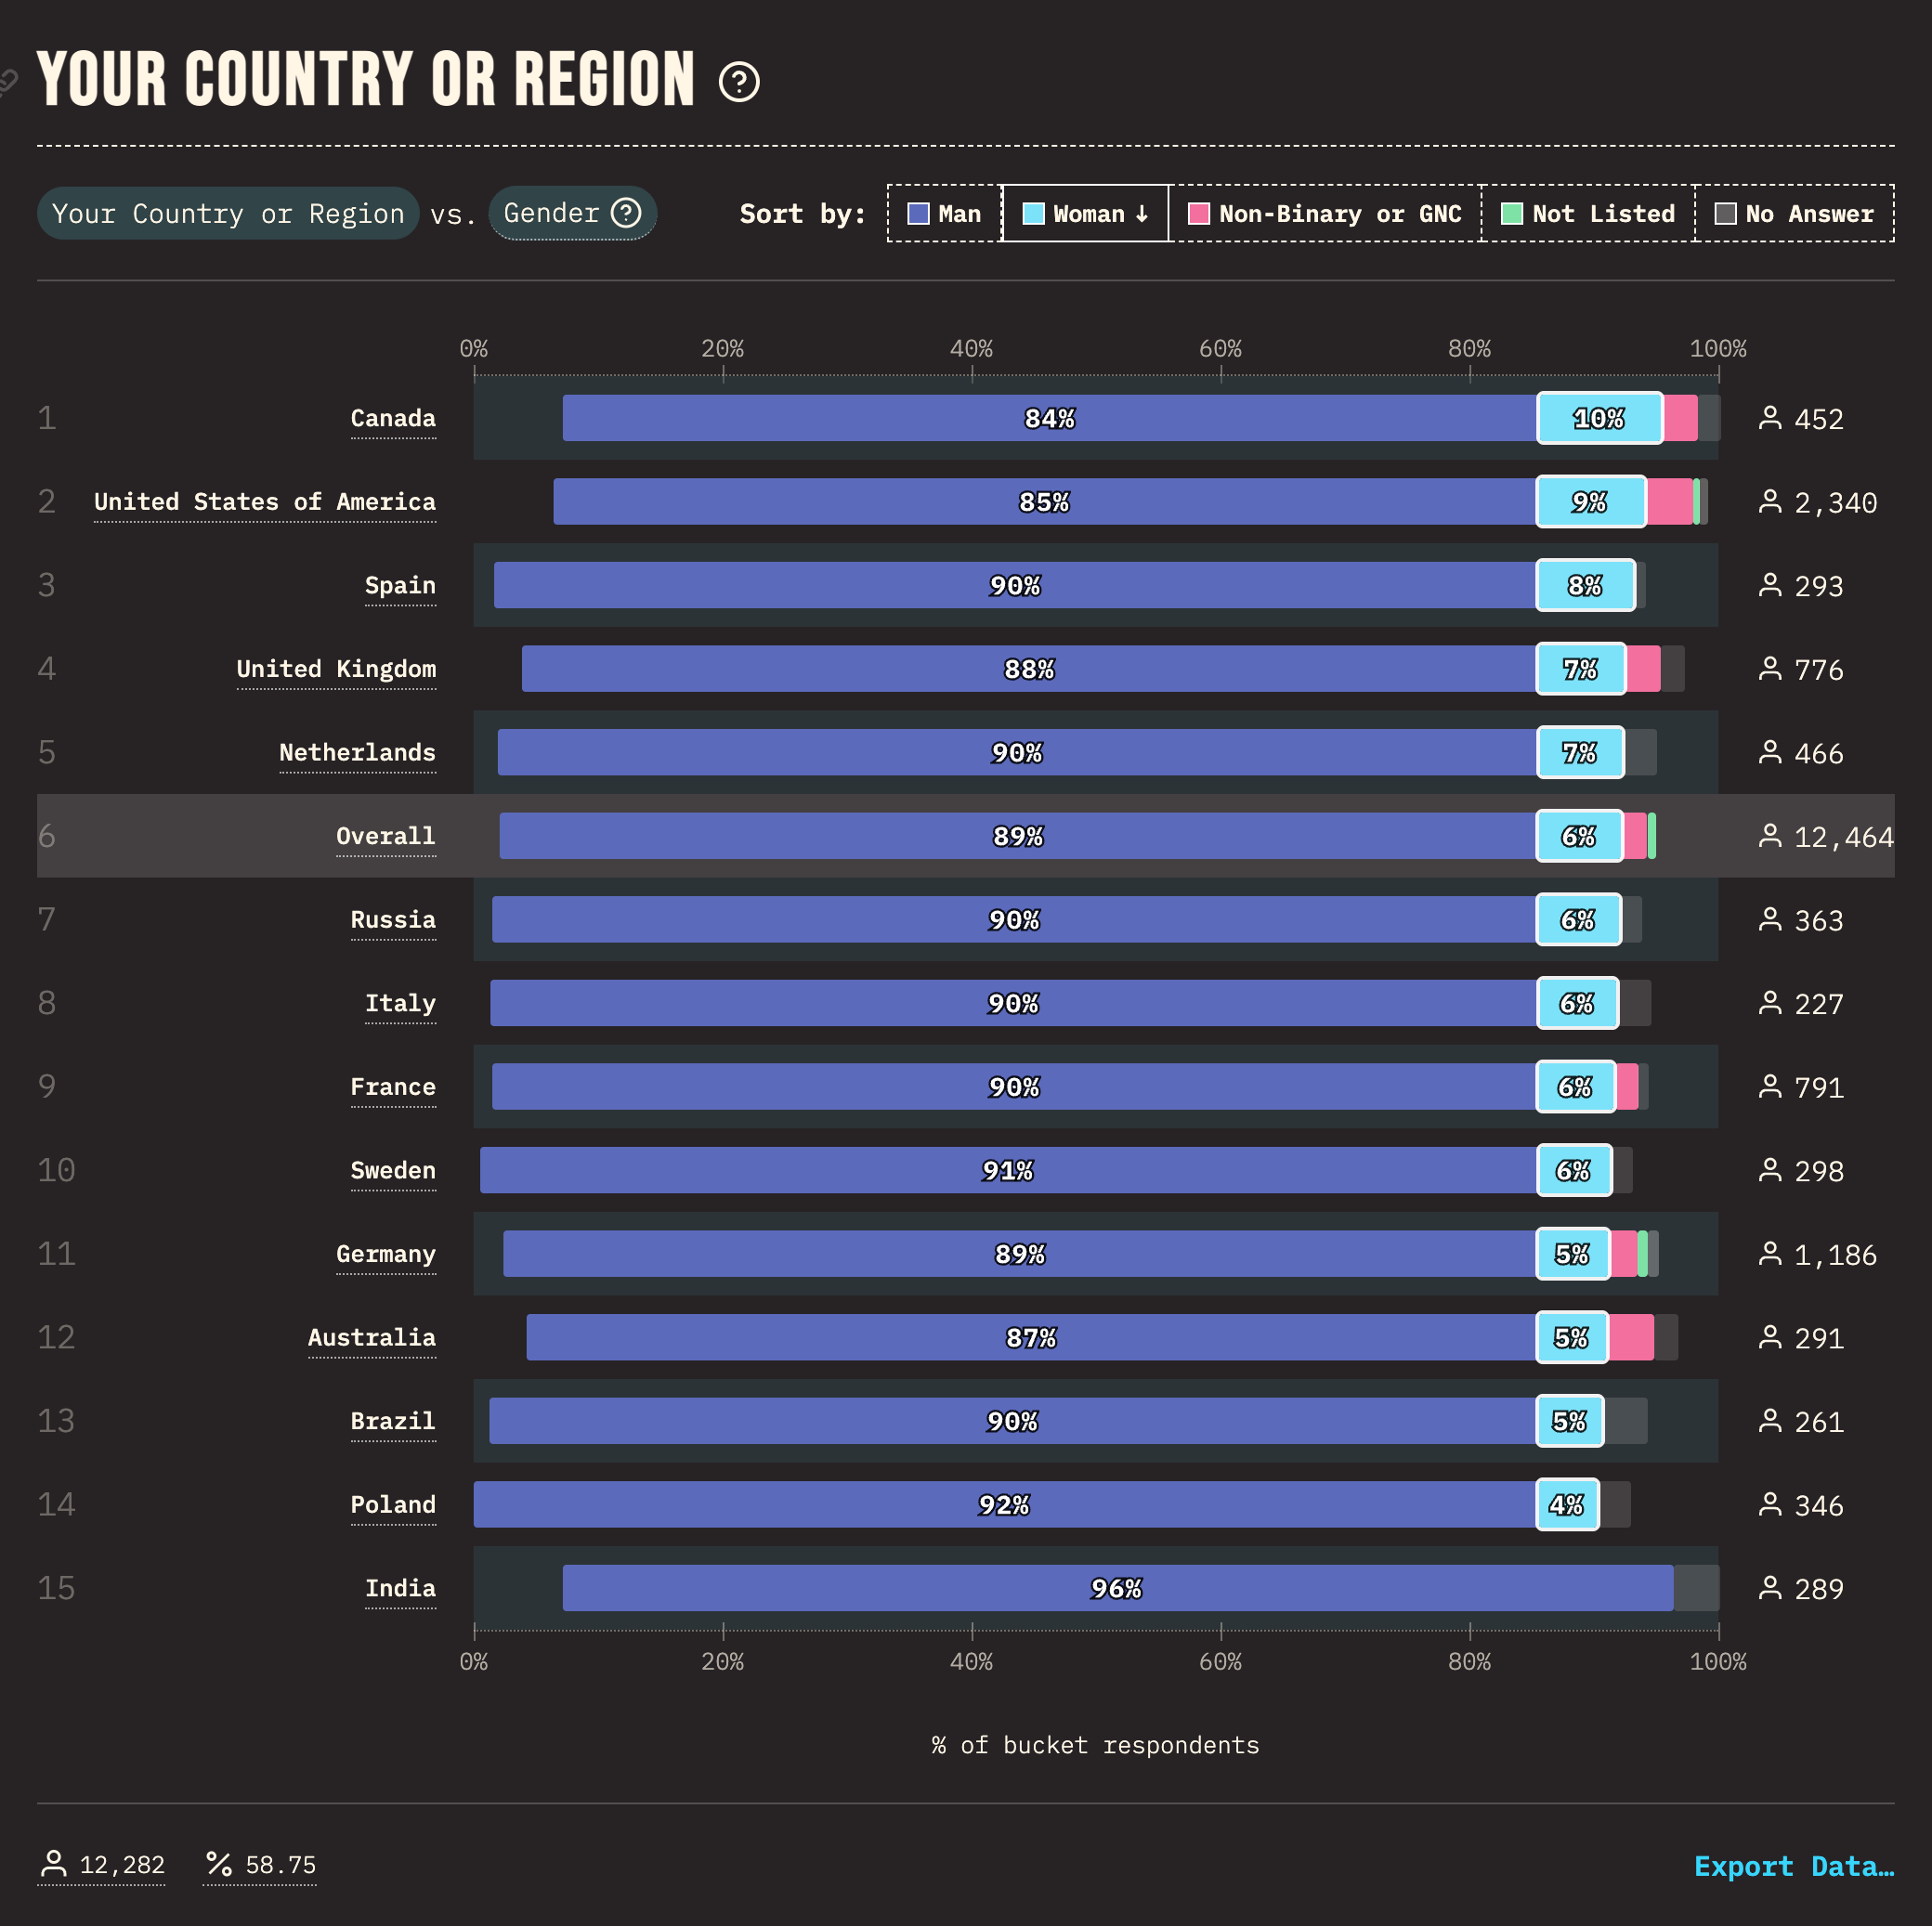 YOUR COUNTRY OR REGION ?
Your Country or Region vs. Gender ? Sort by: Man Woman ↓ Non-Binary or GNC Not Listed No Answer
0% 20% 40% 60% 80% 100%
1 Canada 84% 10% 452
2 United States of America 85% 9% 2,340
3 Spain 90% 8% 293
4 United Kingdom 88% 7% 776
5 Netherlands 90% 7% 466
6 Overall 89% 6% 12,464
7 Russia 90% 6% 363
8 Italy 90% 6% 227
9 France 90% 6% 791
10 Sweden 91% 6% 298
11 Germany 89% 5% 1,186
12 Australia 87% 5% 291
13 Brazil 90% 5% 261
14 Poland 92% 4% 346
15 India 96% 289
0% 20% 40% 60% 80% 100%
% of bucket respondents
12,282 % 58.75 Export Data…